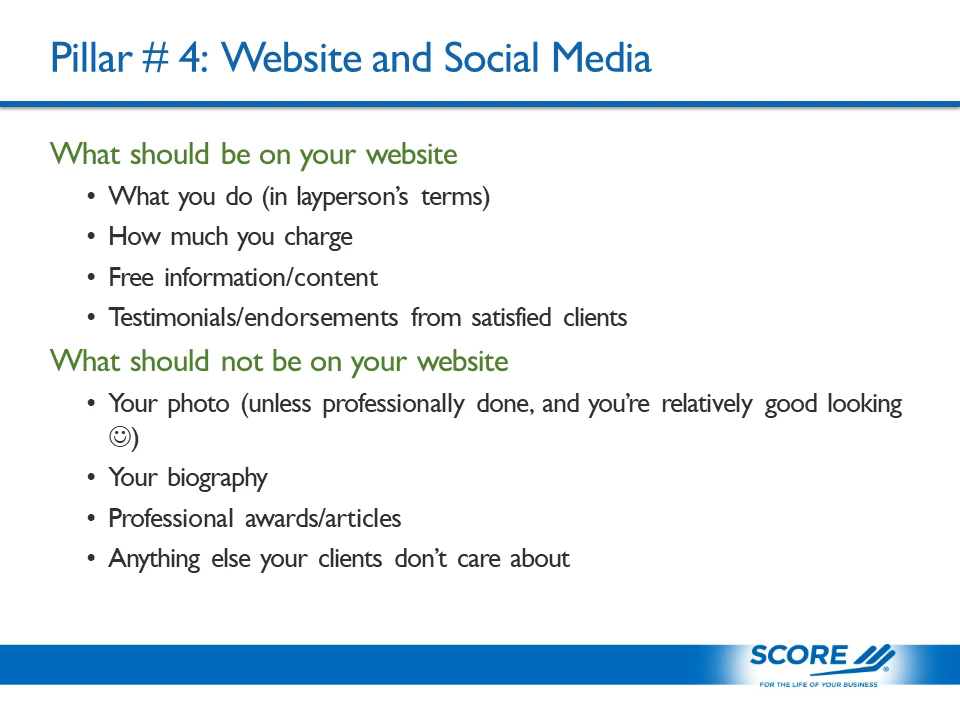 Pillar # 4: Website and Social Media
What should be on your website
• What you do (in layperson’s terms)
• How much you charge
• Free information/content
• Testimonials/endorsements from satisfied clients
What should not be on your website
• Your photo (unless professionally done, and you’re relatively good looking
☺)
• Your biography
• Professional awards/articles
• Anything else your clients don’t care about
SCORE ®
FOR THE LIFE OF YOUR BUSINESS